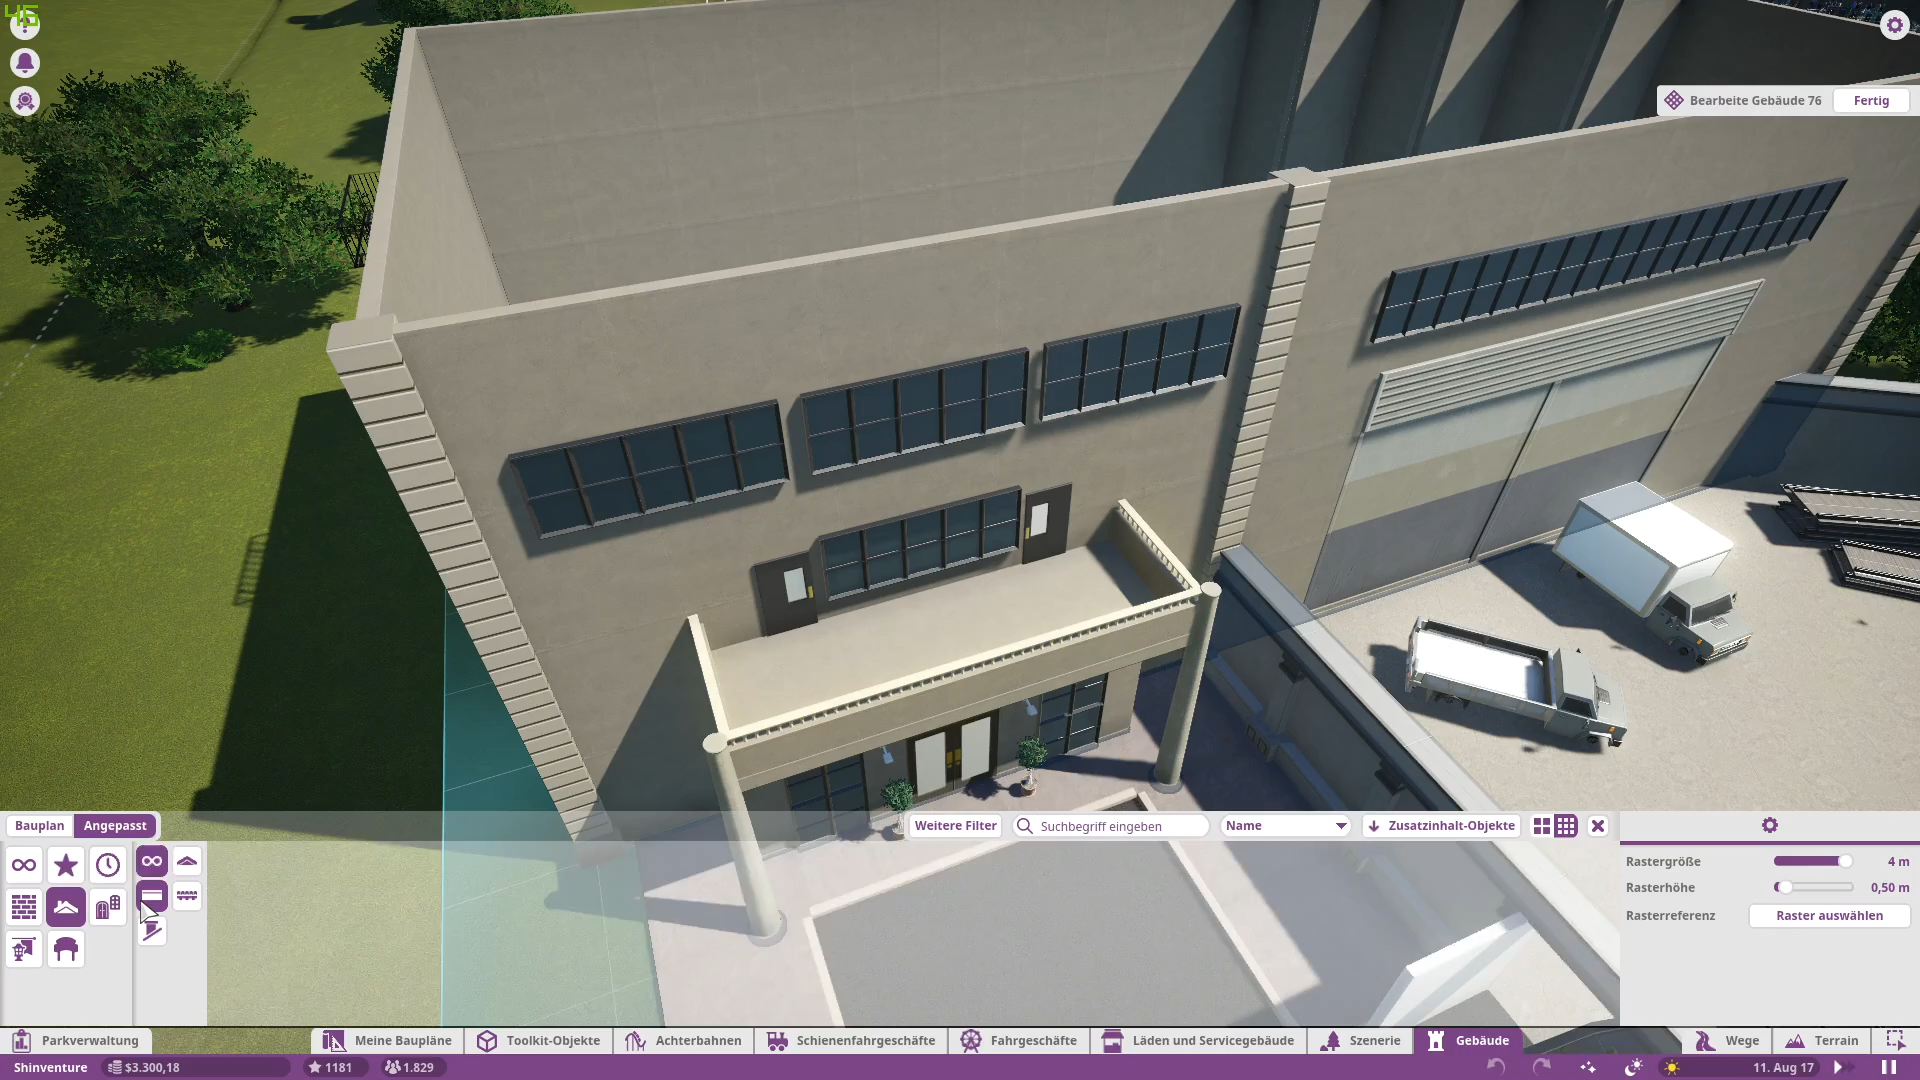 46
Bearbeite Gebäude 76
Fertig
Bauplan
Angepasst
Weitere Filter
Suchbegriff eingeben
Name
Zusatzinhalt-Objekte
Rastergröße
4 m
Rasterhöhe
0,50 m
Rasterreferenz
Raster auswählen
Parkverwaltung
Meine Baupläne
Toolkit-Objekte
Achterbahnen
Schienenfahrgeschäfte
Fahrgeschäfte
Läden und Servicegebäude
Szenerie
Gebäude
Wege
Terrain
Shinventure
$3.300,18
1181
1.829
11. Aug 17